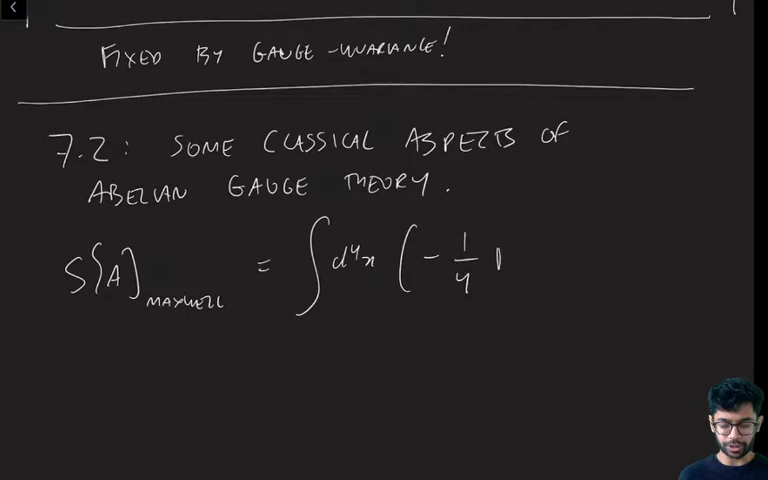 FIXED BY GAUGE-INVARIANCE!
7.2: SOME CLASSICAL ASPECTS OF
ABELIAN GAUGE THEORY.
S[A]MAXWELL = ∫d⁴x (- 1/4